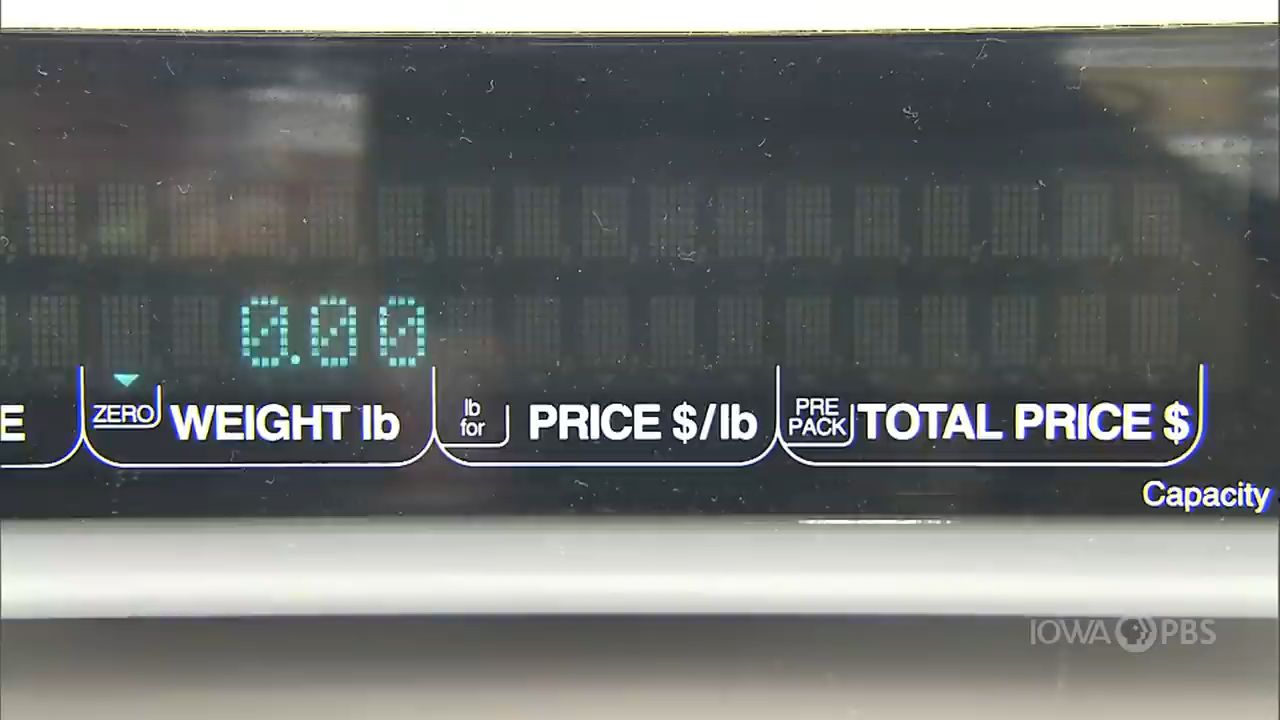 0.00
E
ZERO WEIGHT lb
lb for PRICE $/lb
PRE PACK TOTAL PRICE $
Capacity
IOWA PBS